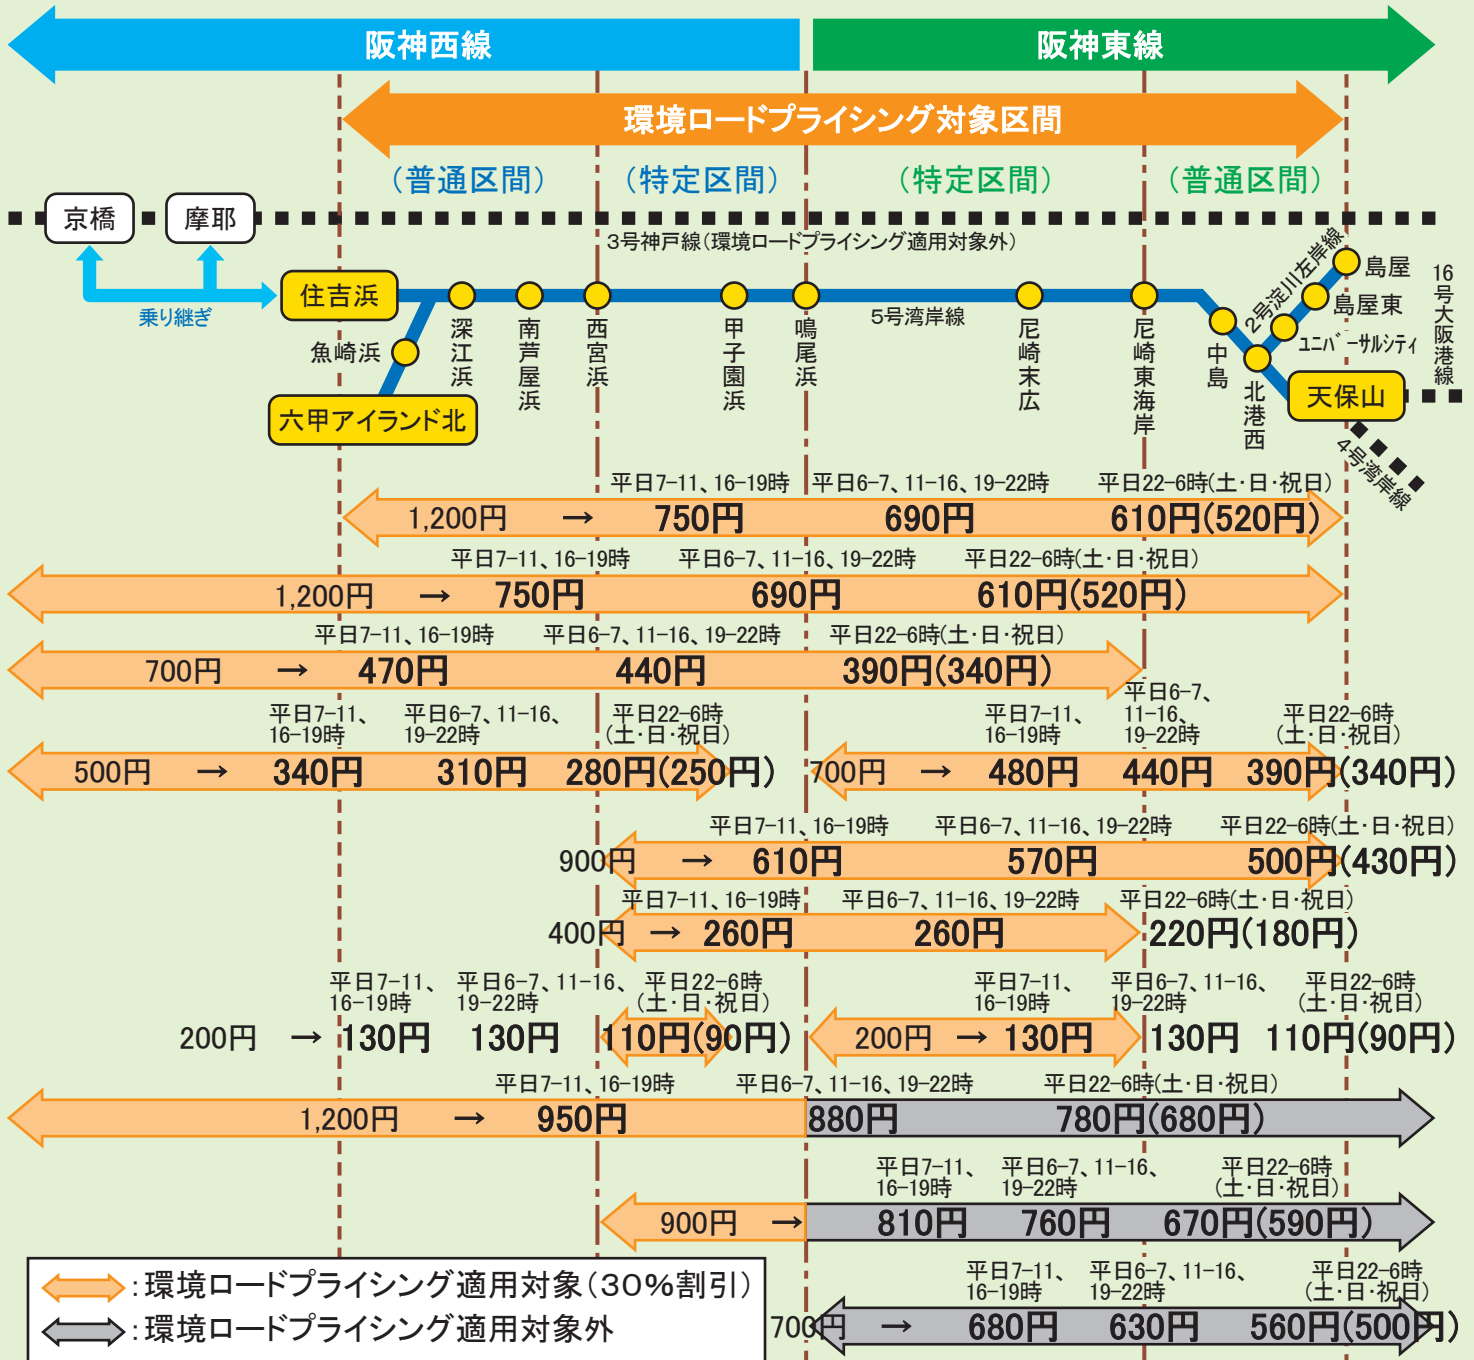 阪神西線
阪神東線
環境ロードプライシング対象区間
(普通区間)
(特定区間)
(特定区間)
(普通区間)
京橋
摩耶
3号神戸線(環境ロードプライシング適用対象外)
乗り継ぎ
住吉浜
魚崎浜
六甲アイランド北
深江浜
南芦屋浜
西宮浜
甲子園浜
鳴尾浜
5号湾岸線
尼崎末広
尼崎東海岸
中島
北港西
2号淀川左岸線
島屋
島屋東
ユニバーサルシティ
天保山
16号大阪港線
4号湾岸線
平日7-11、16-19時 平日6-7、11-16、19-22時 平日22-6時(土・日・祝日)
1,200円 → 750円 690円 610円(520円)
平日7-11、16-19時 平日6-7、11-16、19-22時 平日22-6時(土・日・祝日)
1,200円 → 750円 690円 610円(520円)
平日7-11、16-19時 平日6-7、11-16、19-22時 平日22-6時(土・日・祝日)
700円 → 470円 440円 390円(340円)
平日7-11、
16-19時
平日6-7、11-16、
19-22時
平日22-6時
(土・日・祝日)
500円 → 340円 310円 280円(250円)
平日7-11、
16-19時
平日6-7、
11-16、
19-22時
平日22-6時
(土・日・祝日)
700円 → 480円 440円 390円(340円)
平日7-11、16-19時 平日6-7、11-16、19-22時 平日22-6時(土・日・祝日)
900円 → 610円 570円 500円(430円)
平日7-11、16-19時 平日6-7、11-16、19-22時 平日22-6時(土・日・祝日)
400円 → 260円 260円 220円(180円)
平日7-11、
16-19時
平日6-7、11-16、
19-22時
平日22-6時
(土・日・祝日)
200円 → 130円 130円 110円(90円)
平日7-11、
16-19時
平日6-7、11-16、
19-22時
平日22-6時
(土・日・祝日)
200円 → 130円 130円 110円(90円)
平日7-11、16-19時 平日6-7、11-16、19-22時 平日22-6時(土・日・祝日)
1,200円 → 950円 880円 780円(680円)
平日7-11、
16-19時
平日6-7、11-16、
19-22時
平日22-6時
(土・日・祝日)
900円 → 810円 760円 670円(590円)
平日7-11、
16-19時
平日6-7、11-16、
19-22時
平日22-6時
(土・日・祝日)
700円 → 680円 630円 560円(500円)
:環境ロードプライシング適用対象(30%割引)
:環境ロードプライシング適用対象外